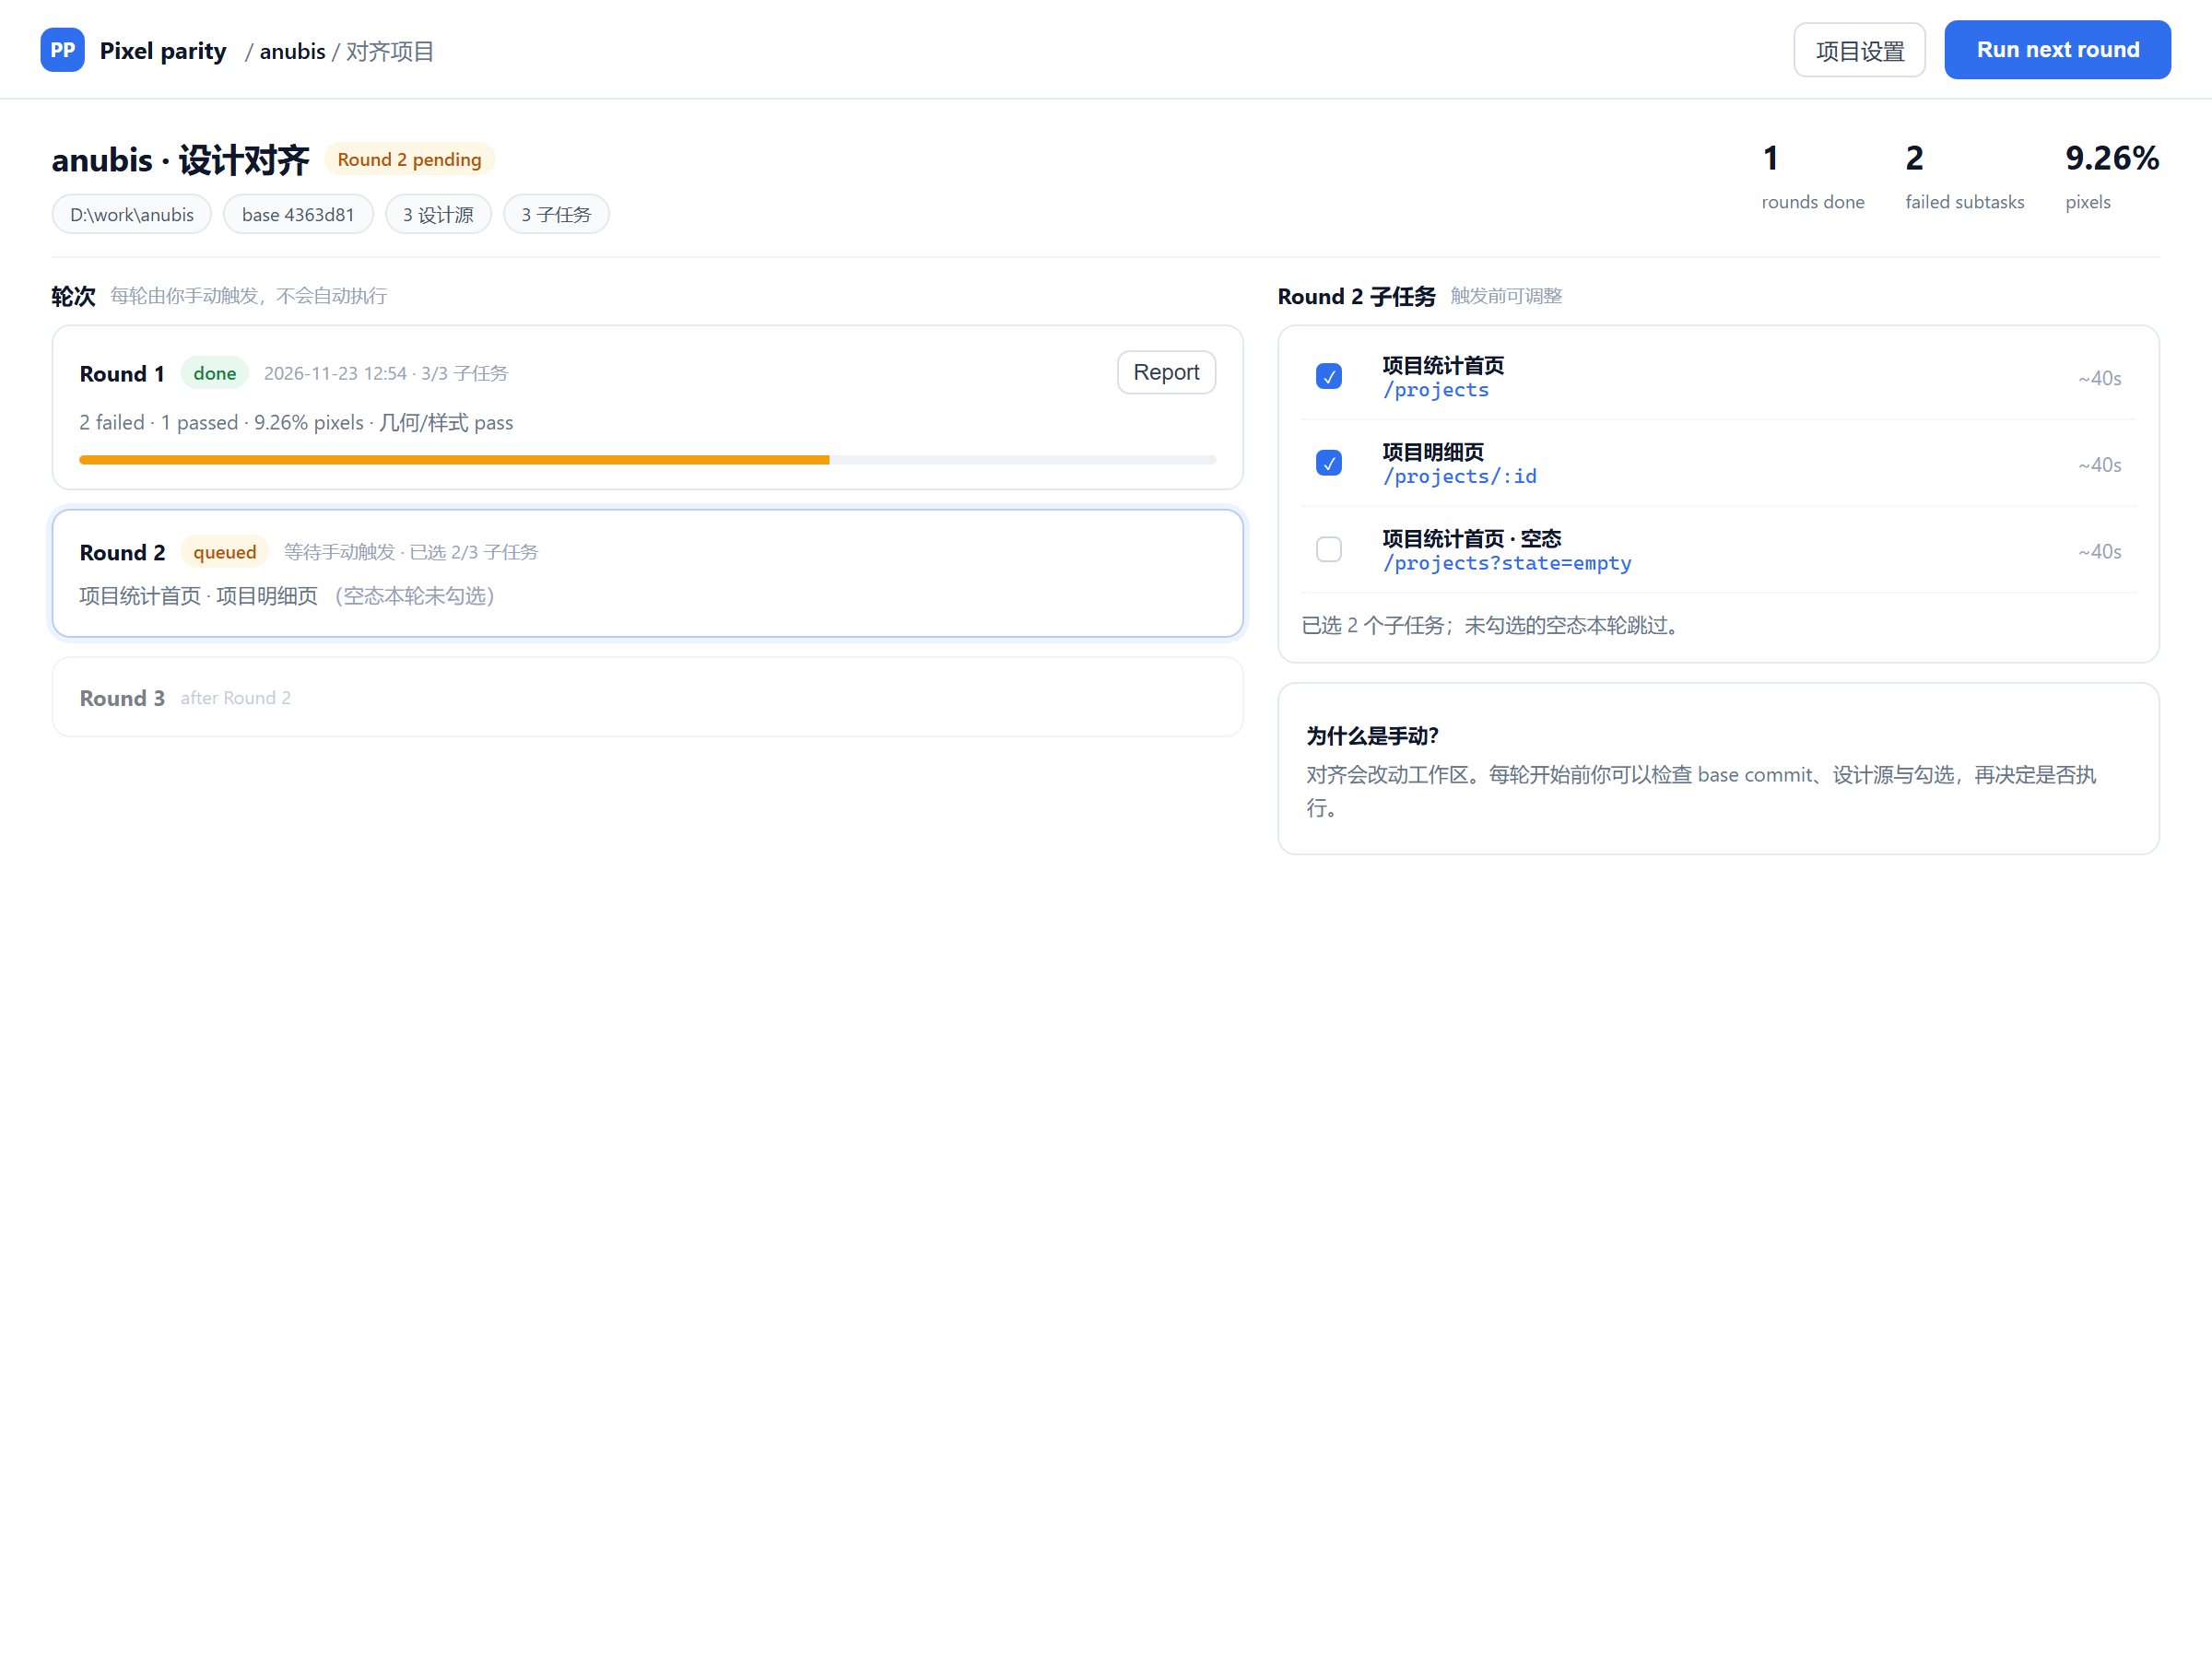 PP Pixel parity / anubis / 对齐项目
项目设置
Run next round
anubis · 设计对齐 Round 2 pending
D:\work\anubis
base 4363d81
3 设计源
3 子任务
1
rounds done
2
failed subtasks
9.26%
pixels
轮次 每轮由你手动触发，不会自动执行
Round 1 done 2026-11-23 12:54 · 3/3 子任务
Report
2 failed · 1 passed · 9.26% pixels · 几何/样式 pass
Round 2 queued 等待手动触发 · 已选 2/3 子任务
项目统计首页 · 项目明细页 （空态本轮未勾选）
Round 3 after Round 2
Round 2 子任务 触发前可调整
项目统计首页
/projects
~40s
项目明细页
/projects/:id
~40s
项目统计首页 · 空态
/projects?state=empty
~40s
已选 2 个子任务；未勾选的空态本轮跳过。
为什么是手动？
对齐会改动工作区。每轮开始前你可以检查 base commit、设计源与勾选，再决定是否执
行。